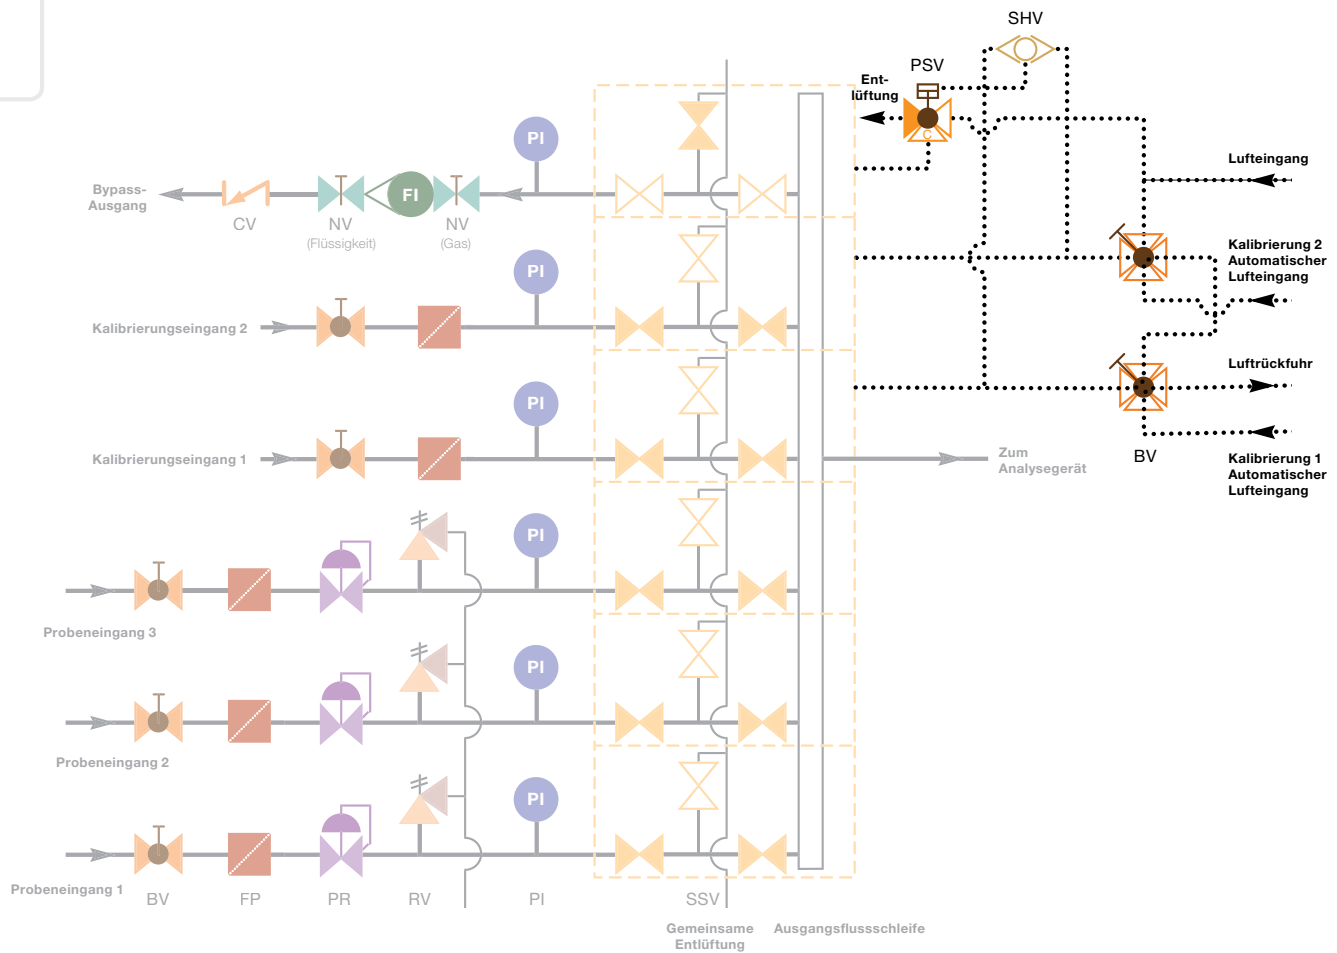 SHV
PSV
Ent-
lüftung
C
Lufteingang
PI
Bypass-
Ausgang
FI
CV
NV
(Flüssigkeit)
NV
(Gas)
Kalibrierung 2
Automatischer
Lufteingang
PI
Kalibrierungseingang 2
Luftrückfuhr
PI
Kalibrierungseingang 1
BV
Zum
Analysegerät
Kalibrierung 1
Automatischer
Lufteingang
PI
Probeneingang 3
PI
Probeneingang 2
PI
Probeneingang 1
BV
FP
PR
RV
PI
SSV
Gemeinsame
Entlüftung
Ausgangsflussschleife